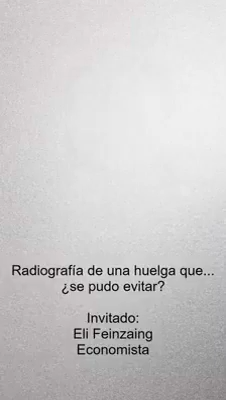 Radiografía de una huelga que...
¿se pudo evitar?
Invitado:
Eli Feinzaing
Economista